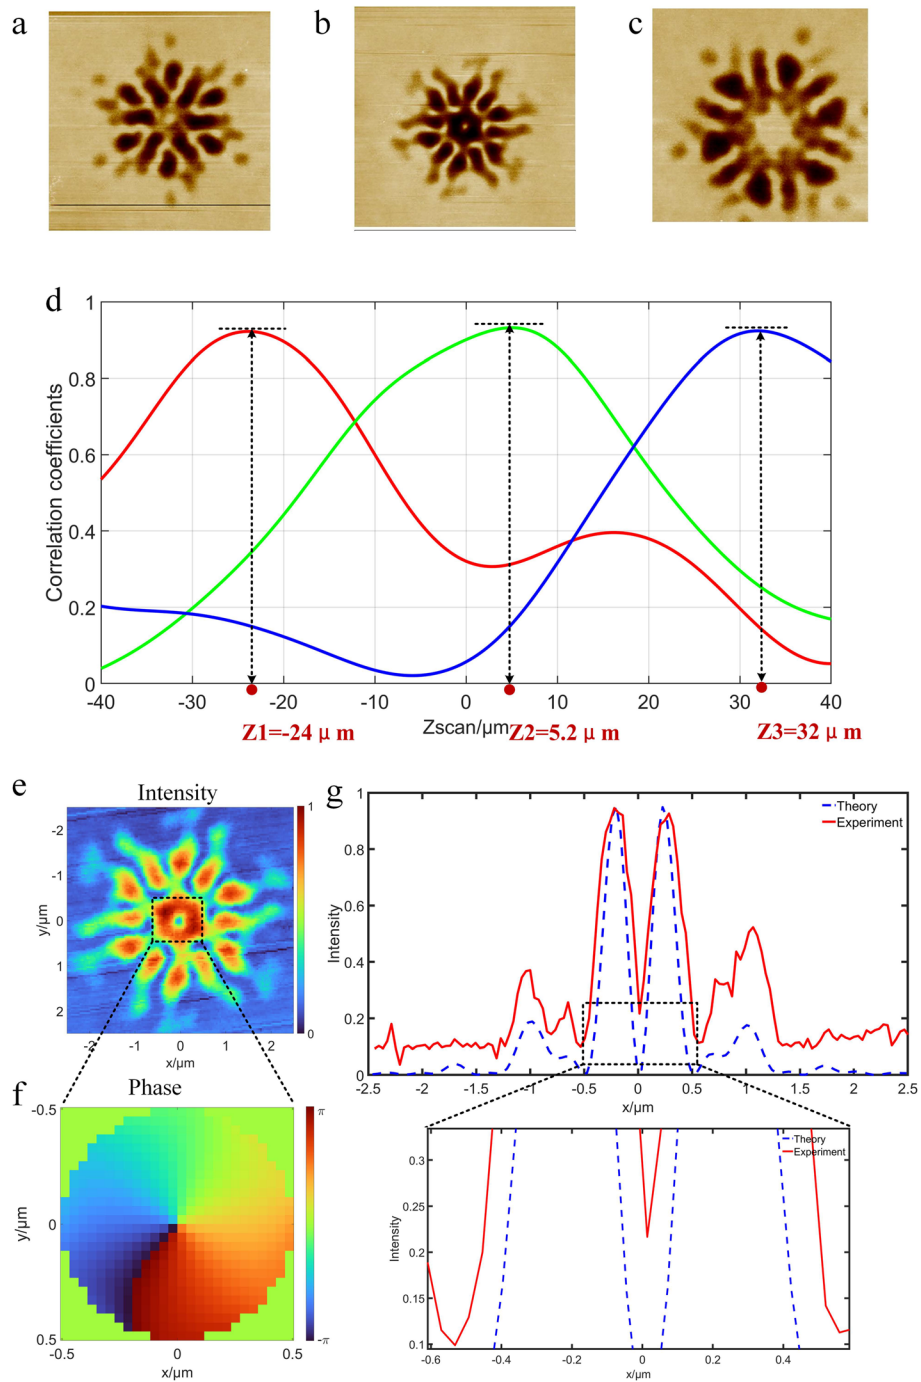 a
b
c
d
1
0.8
0.6
0.4
0.2
0
Correlation coefficients
-40 -30 -20 -10 0 10 20 30 40
Zscan/μm
Z1=-24 μ m
Z2=5.2 μ m
Z3=32 μ m
e
Intensity
-2
-1
0
1
2
y/μm
-2 -1 0 1 2
x/μm
1
0
f
Phase
-0.5
0
0.5
y/μm
-0.5 0 0.5
x/μm
π
-π
g
1
0.8
0.6
0.4
0.2
0
Intensity
Theory
Experiment
-2.5 -2 -1.5 -1 -0.5 0 0.5 1 1.5 2 2.5
x/μm
0.3
0.25
0.2
0.15
0.1
Intensity
Theory
Experiment
-0.6 -0.4 -0.2 0 0.2 0.4
x/μm